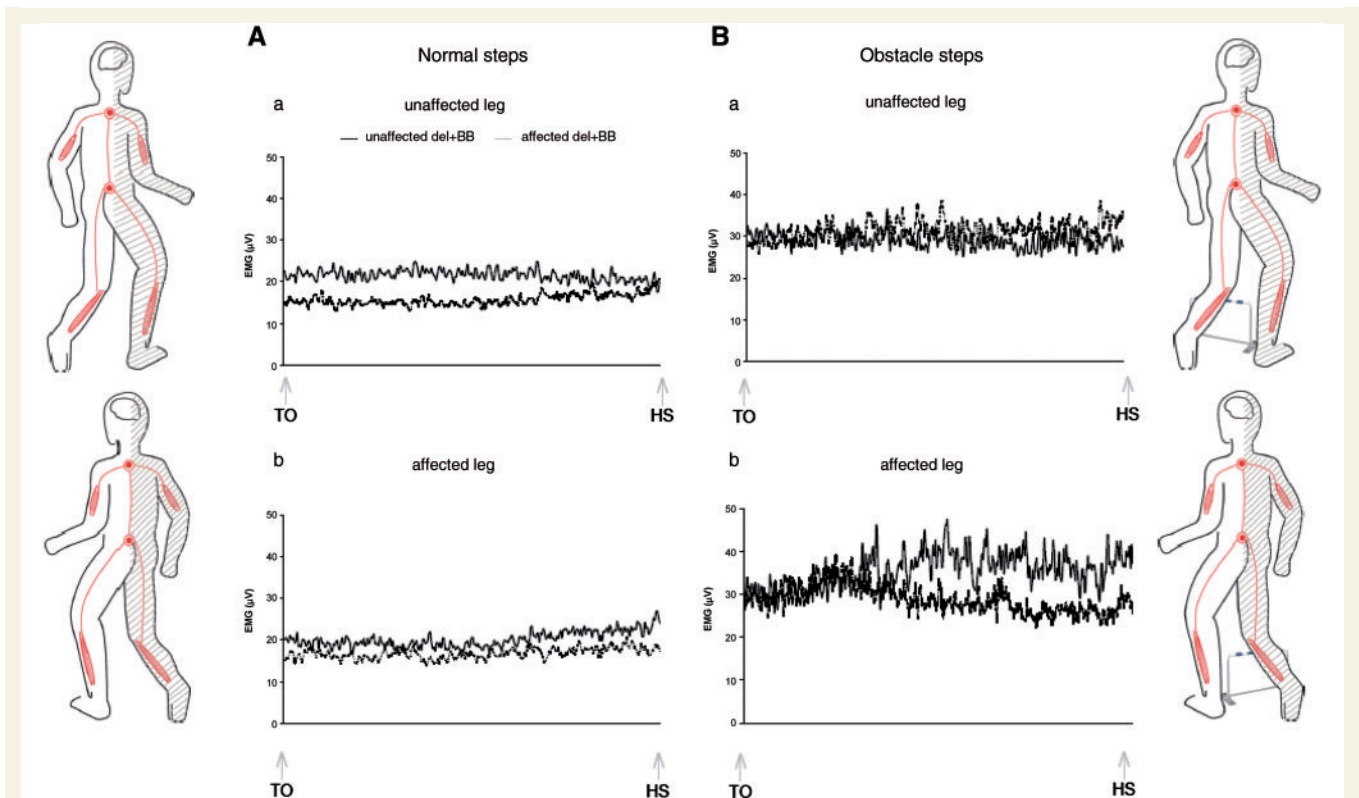 A
Normal steps
a
unaffected leg
unaffected del+BB affected del+BB
50
40
30
20
10
0
EMG (µV)
TO HS
b
affected leg
50
40
30
20
10
0
EMG (µV)
TO HS
B
Obstacle steps
a
unaffected leg
50
40
30
20
10
0
EMG (µV)
TO HS
b
affected leg
50
40
30
20
10
0
EMG (µV)
TO HS